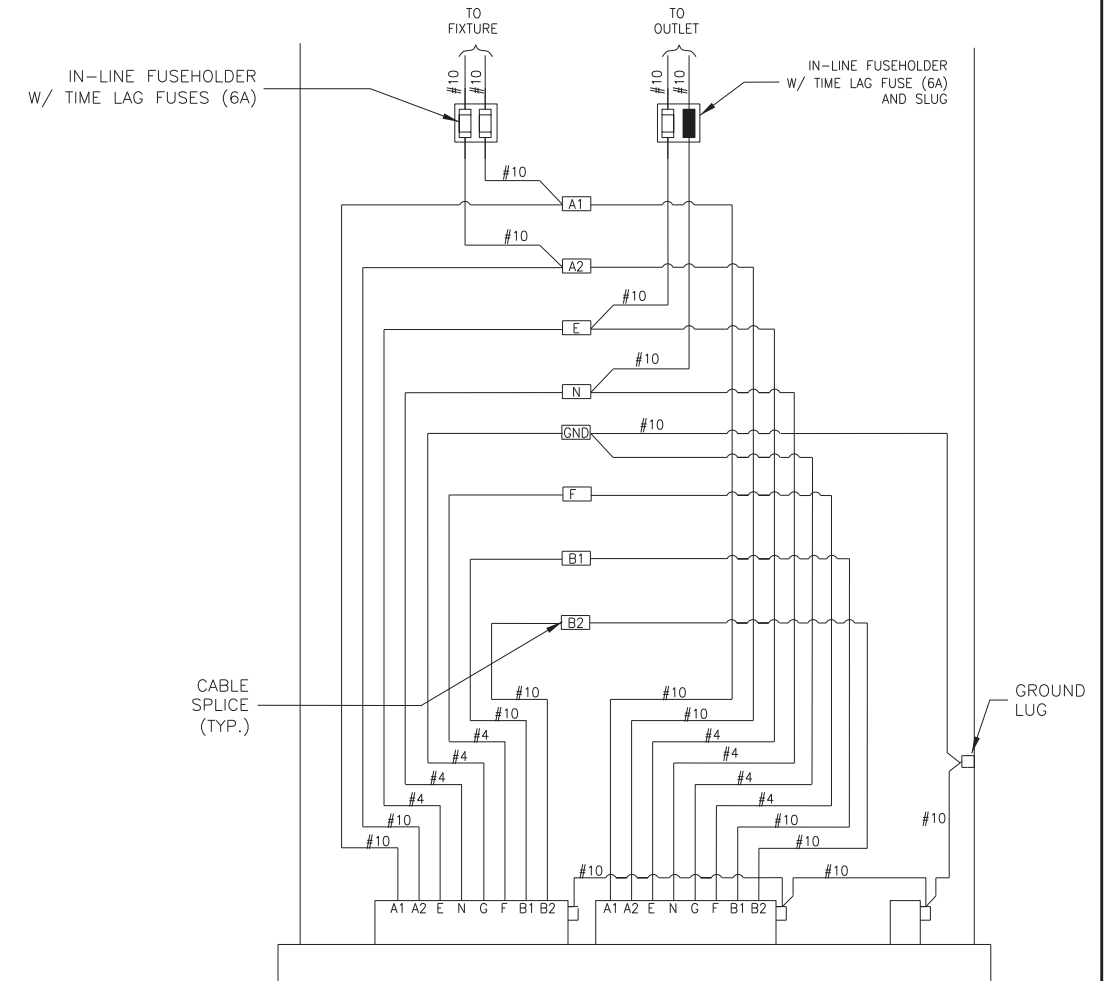 TO
FIXTURE
TO
OUTLET
IN-LINE FUSEHOLDER
W/ TIME LAG FUSES (6A)
IN-LINE FUSEHOLDER
W/ TIME LAG FUSE (6A)
AND SLUG
#10
#10
#10
#10
#10
A1
#10
A2
#10
E
#10
N
GND
#10
F
B1
B2
CABLE
SPLICE
(TYP.)
GROUND
LUG
#10
#10
#10
#10
#4
#4
#4
#4
#4
#4
#4
#4
#10
#10
#10
#10
#10
#10
#10
A1 A2 E N G F B1 B2
A1 A2 E N G F B1 B2